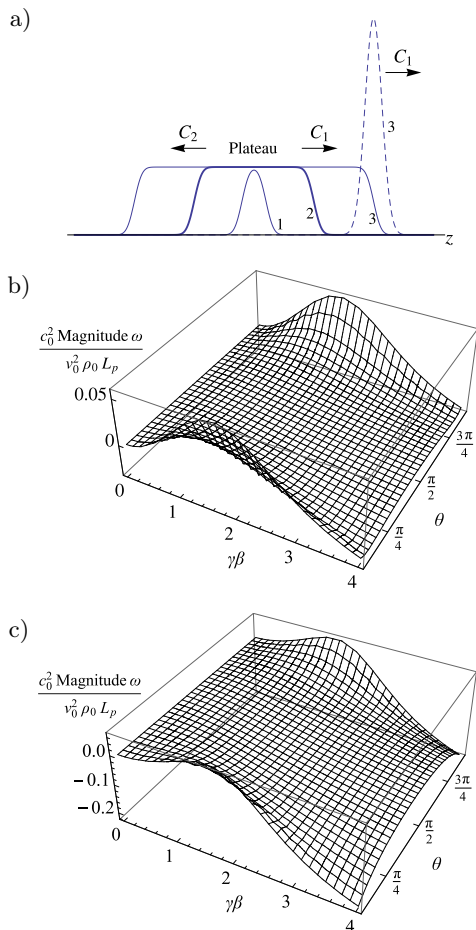 a)
C₁
3
C₂ Plateau C₁
1 2 3
z
b)
c₀² Magnitude ω
v₀² ρ₀ Lₚ
0.05
0
0 1 2 3 4
γβ
π/4 π/2 3π/4
θ
c)
c₀² Magnitude ω
v₀² ρ₀ Lₚ
0.0
−0.1
−0.2
0 1 2 3 4
γβ
π/4 π/2 3π/4
θ